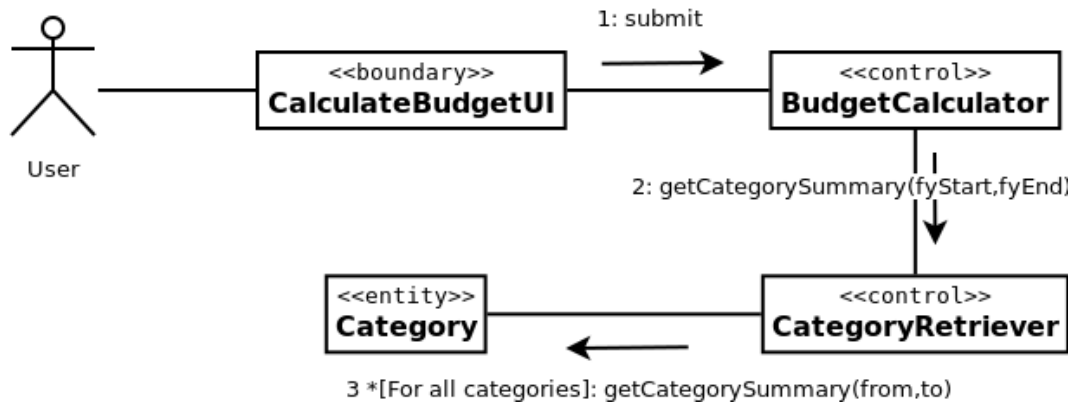 1: submit
<<boundary>>
CalculateBudgetUI
<<control>>
BudgetCalculator
User
2: getCategorySummary(fyStart,fyEnd)
<<entity>>
Category
<<control>>
CategoryRetriever
3 *[For all categories]: getCategorySummary(from,to)